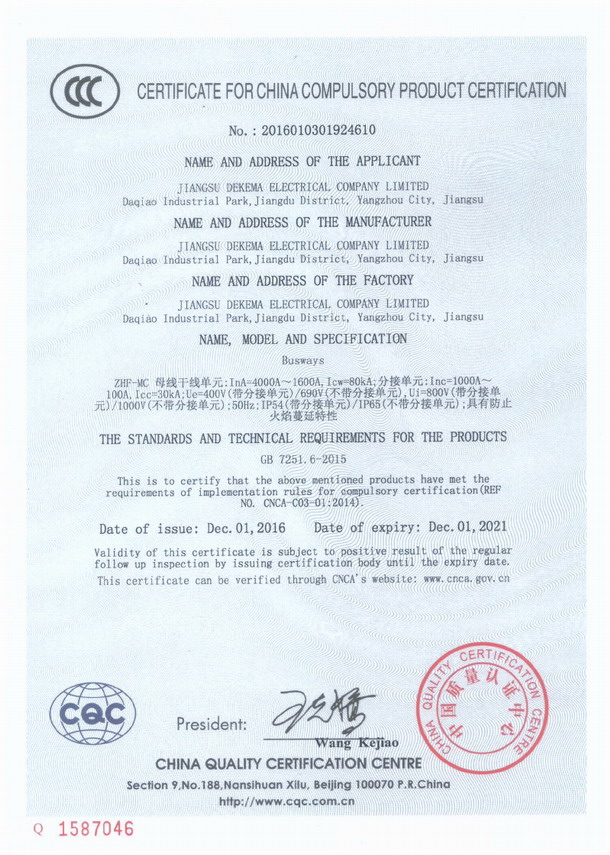 CCC
CERTIFICATE FOR CHINA COMPULSORY PRODUCT CERTIFICATION
No. : 2016010301924610
NAME AND ADDRESS OF THE APPLICANT
JIANGSU DEKEMA ELECTRICAL COMPANY LIMITED
Daqiao Industrial Park, Jiangdu District, Yangzhou City, Jiangsu
NAME AND ADDRESS OF THE MANUFACTURER
JIANGSU DEKEMA ELECTRICAL COMPANY LIMITED
Daqiao Industrial Park, Jiangdu District, Yangzhou City, Jiangsu
NAME AND ADDRESS OF THE FACTORY
JIANGSU DEKEMA ELECTRICAL COMPANY LIMITED
Daqiao Industrial Park, Jiangdu District, Yangzhou City, Jiangsu
NAME, MODEL AND SPECIFICATION
Busways
ZHF-MC 母线干线单元:InA=4000A~1600A, Icw=80kA;分接单元:Inc=1000A~
100A, Icc=30kA;Ue=400V(带分接单元)/690V(不带分接单元), Ui=800V(带分接单
元)/1000V(不带分接单元);50Hz;IP54(带分接单元)/IP65(不带分接单元);具有防止
火焰蔓延特性
THE STANDARDS AND TECHNICAL REQUIREMENTS FOR THE PRODUCTS
GB 7251.6-2015
This is to certify that the above mentioned products have met the
requirements of implementation rules for compulsory certification(REF
NO. CNCA-C03-01:2014).
Date of issue: Dec. 01, 2016 Date of expiry: Dec. 01, 2021
Validity of this certificate is subject to positive result of the regular
follow up inspection by issuing certification body until the expiry date.
This certificate can be verified through CNCA's website: www.cnca.gov.cn
CHINA QUALITY CERTIFICATION CENTRE
中国质量认证中心
CQC
President:
Wang Kejiao
CHINA QUALITY CERTIFICATION CENTRE
Section 9, No.188, Nansihuan Xilu, Beijing 100070 P.R.China
http://www.cqc.com.cn
Q 1587046